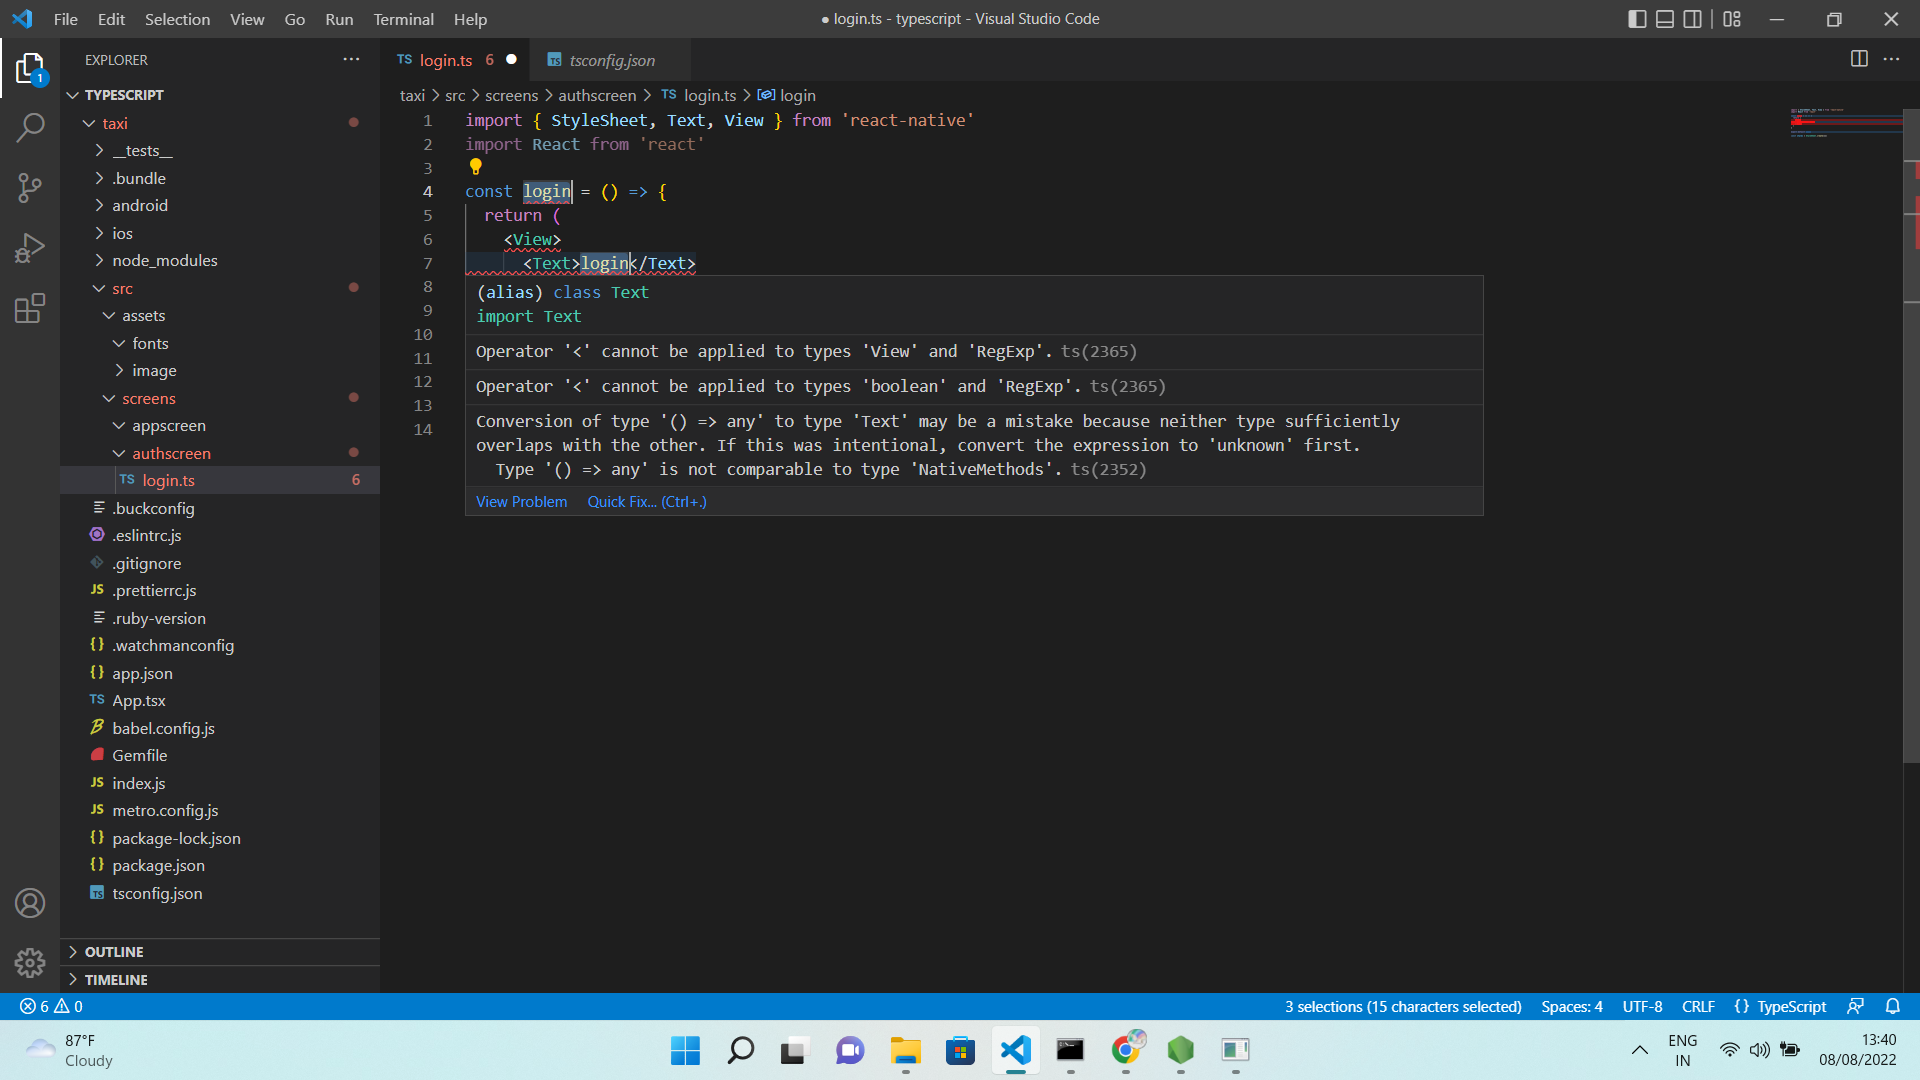 File Edit Selection View Go Run Terminal Help
● login.ts - typescript - Visual Studio Code
EXPLORER
TYPESCRIPT
taxi
__tests__
.bundle
android
ios
node_modules
src
assets
fonts
image
screens
appscreen
authscreen
TS login.ts 6
.buckconfig
.eslintrc.js
.gitignore
JS .prettierrc.js
.ruby-version
{} .watchmanconfig
{} app.json
TS App.tsx
babel.config.js
Gemfile
JS index.js
JS metro.config.js
{} package-lock.json
{} package.json
TS tsconfig.json
OUTLINE
TIMELINE
1
TS login.ts 6 ●
TS tsconfig.json
taxi > src > screens > authscreen > TS login.ts > login
1 import { StyleSheet, Text, View } from 'react-native'
2 import React from 'react'
3
4 const login = () => {
5 return (
6 <View>
7 <Text>login</Text>
8
9
10
11
12
13
14
(alias) class Text
import Text
Operator '<' cannot be applied to types 'View' and 'RegExp'. ts(2365)
Operator '<' cannot be applied to types 'boolean' and 'RegExp'. ts(2365)
Conversion of type '() => any' to type 'Text' may be a mistake because neither type sufficiently
overlaps with the other. If this was intentional, convert the expression to 'unknown' first.
Type '() => any' is not comparable to type 'NativeMethods'. ts(2352)
View Problem Quick Fix... (Ctrl+.)
6 0
3 selections (15 characters selected) Spaces: 4 UTF-8 CRLF {} TypeScript
87°F
Cloudy
ENG
IN
13:40
08/08/2022